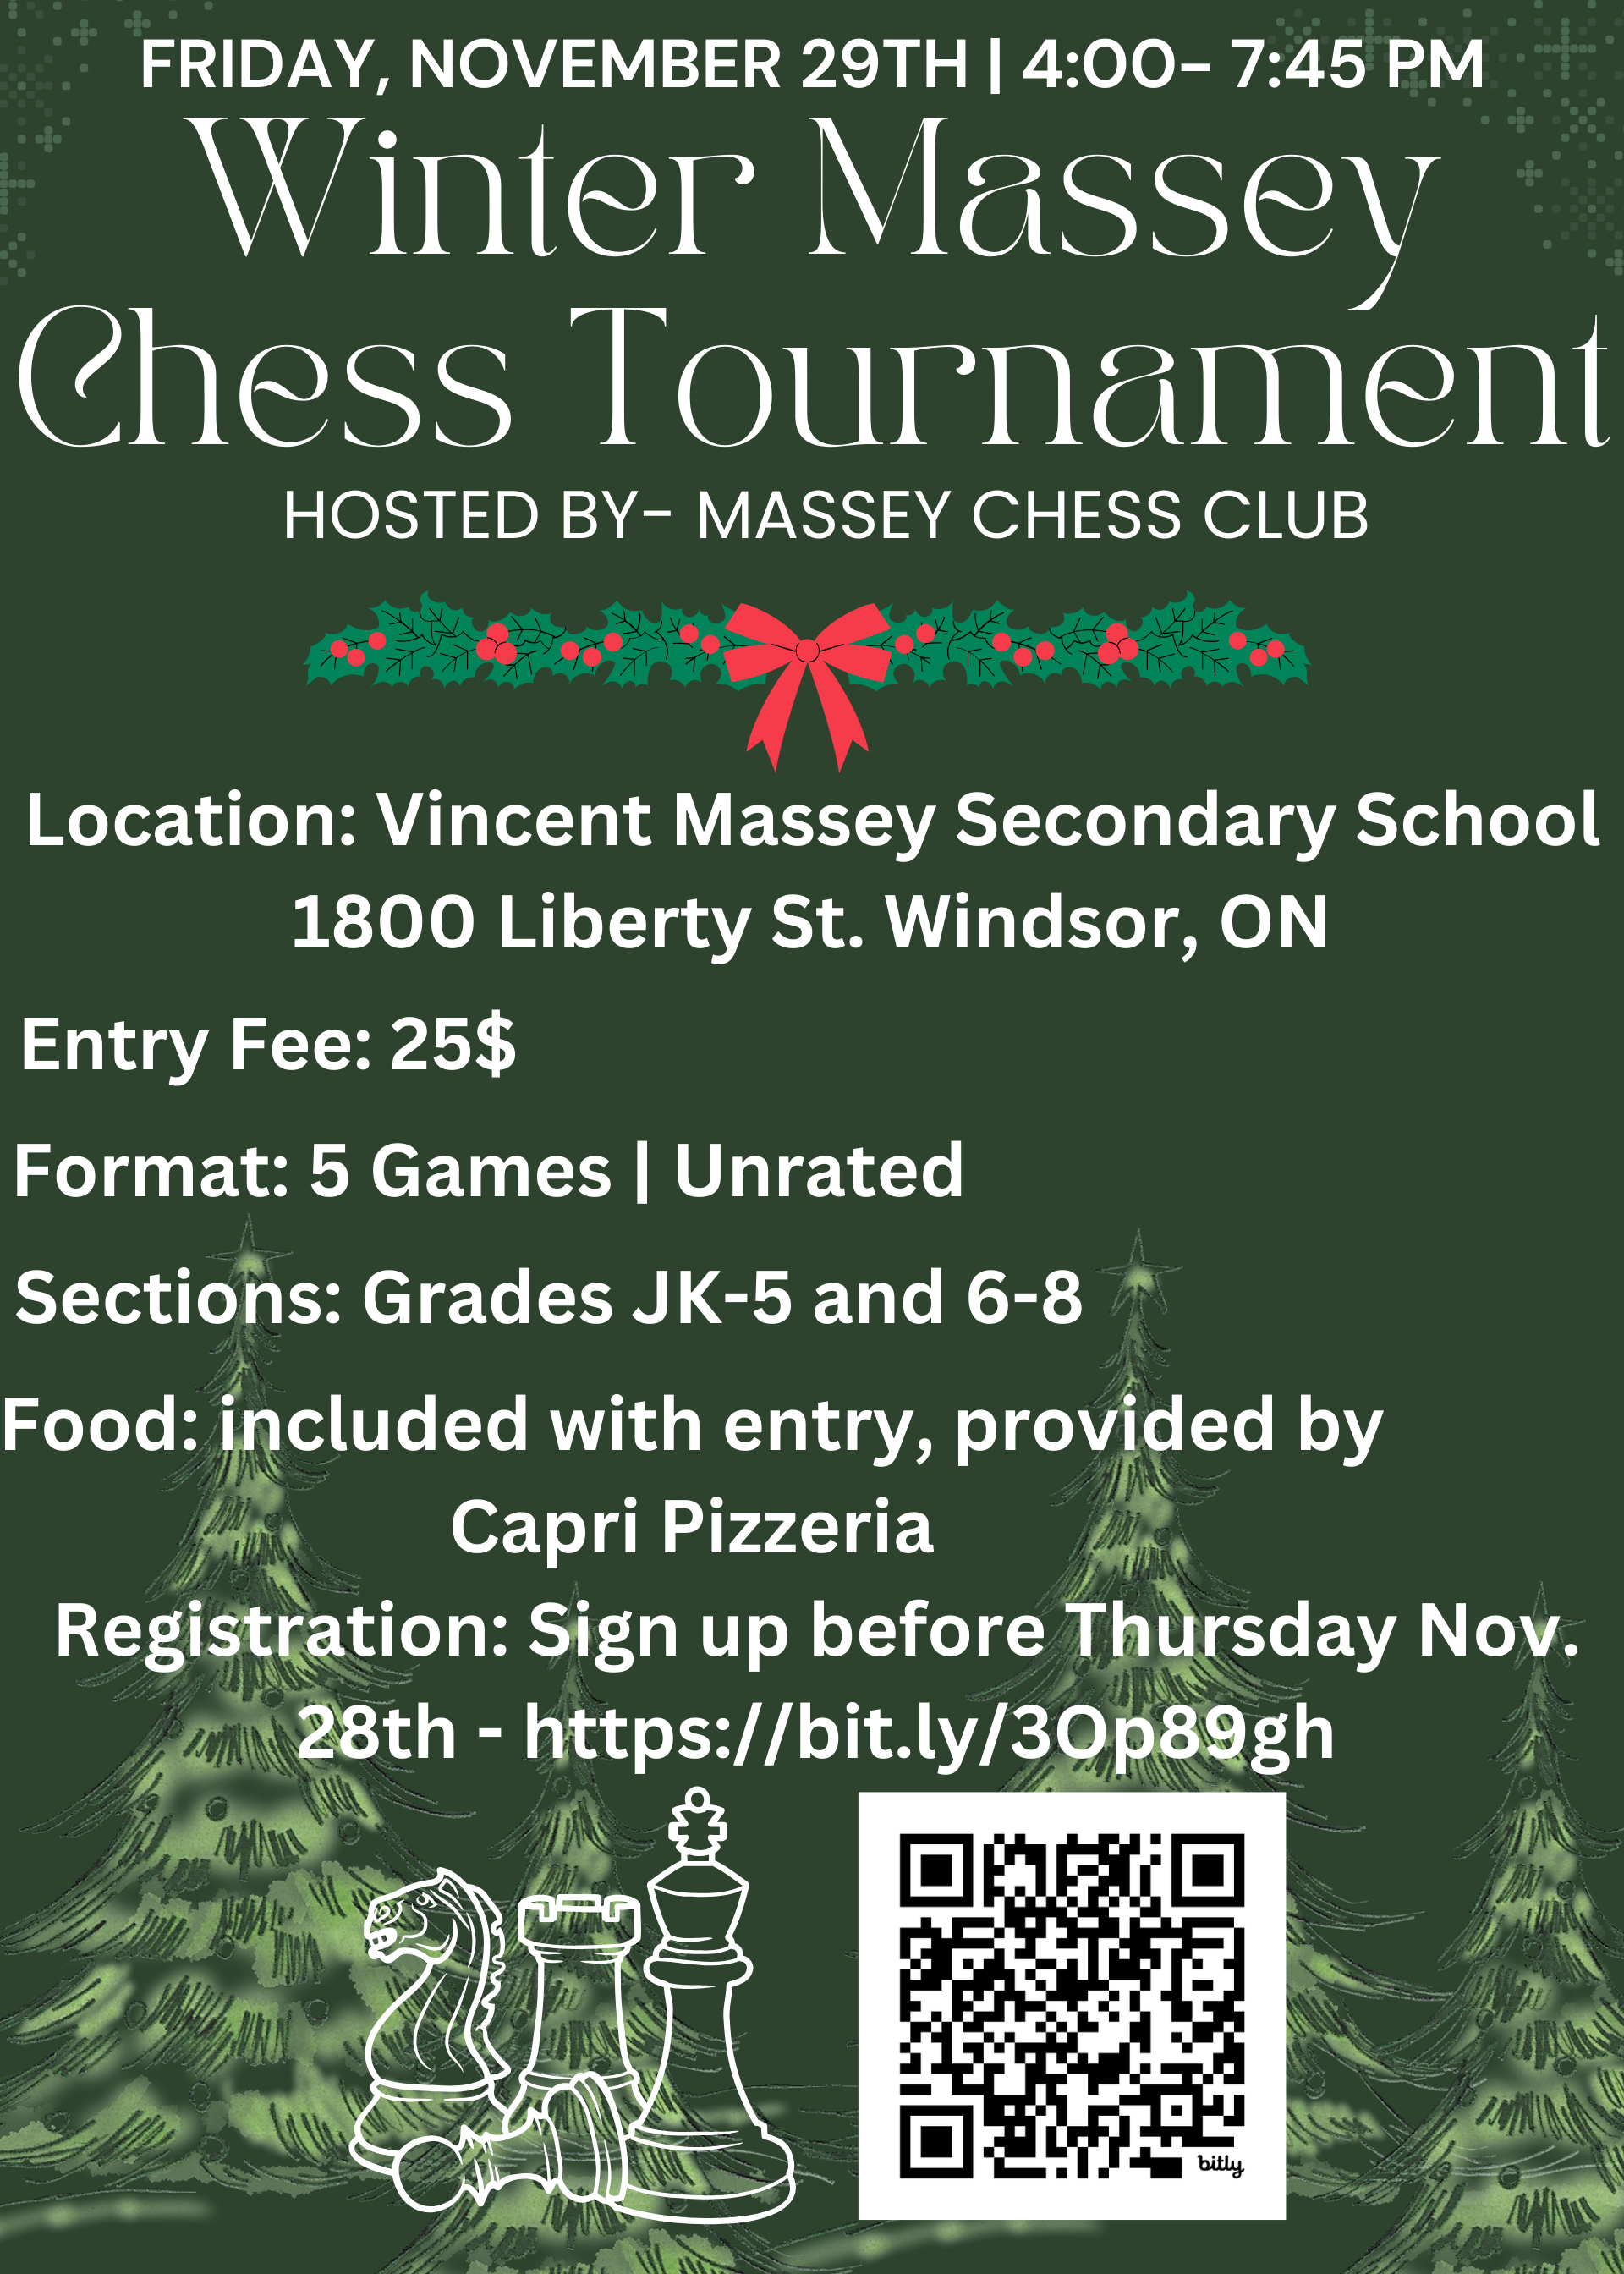 FRIDAY, NOVEMBER 29TH | 4:00- 7:45 PM
Winter Massey
Chess Tournament
HOSTED BY- MASSEY CHESS CLUB
Location: Vincent Massey Secondary School
1800 Liberty St. Windsor, ON
Entry Fee: 25$
Format: 5 Games | Unrated
Sections: Grades JK-5 and 6-8
Food: included with entry, provided by
Capri Pizzeria
Registration: Sign up before Thursday Nov.
28th - https://bit.ly/3Op89gh
bitly